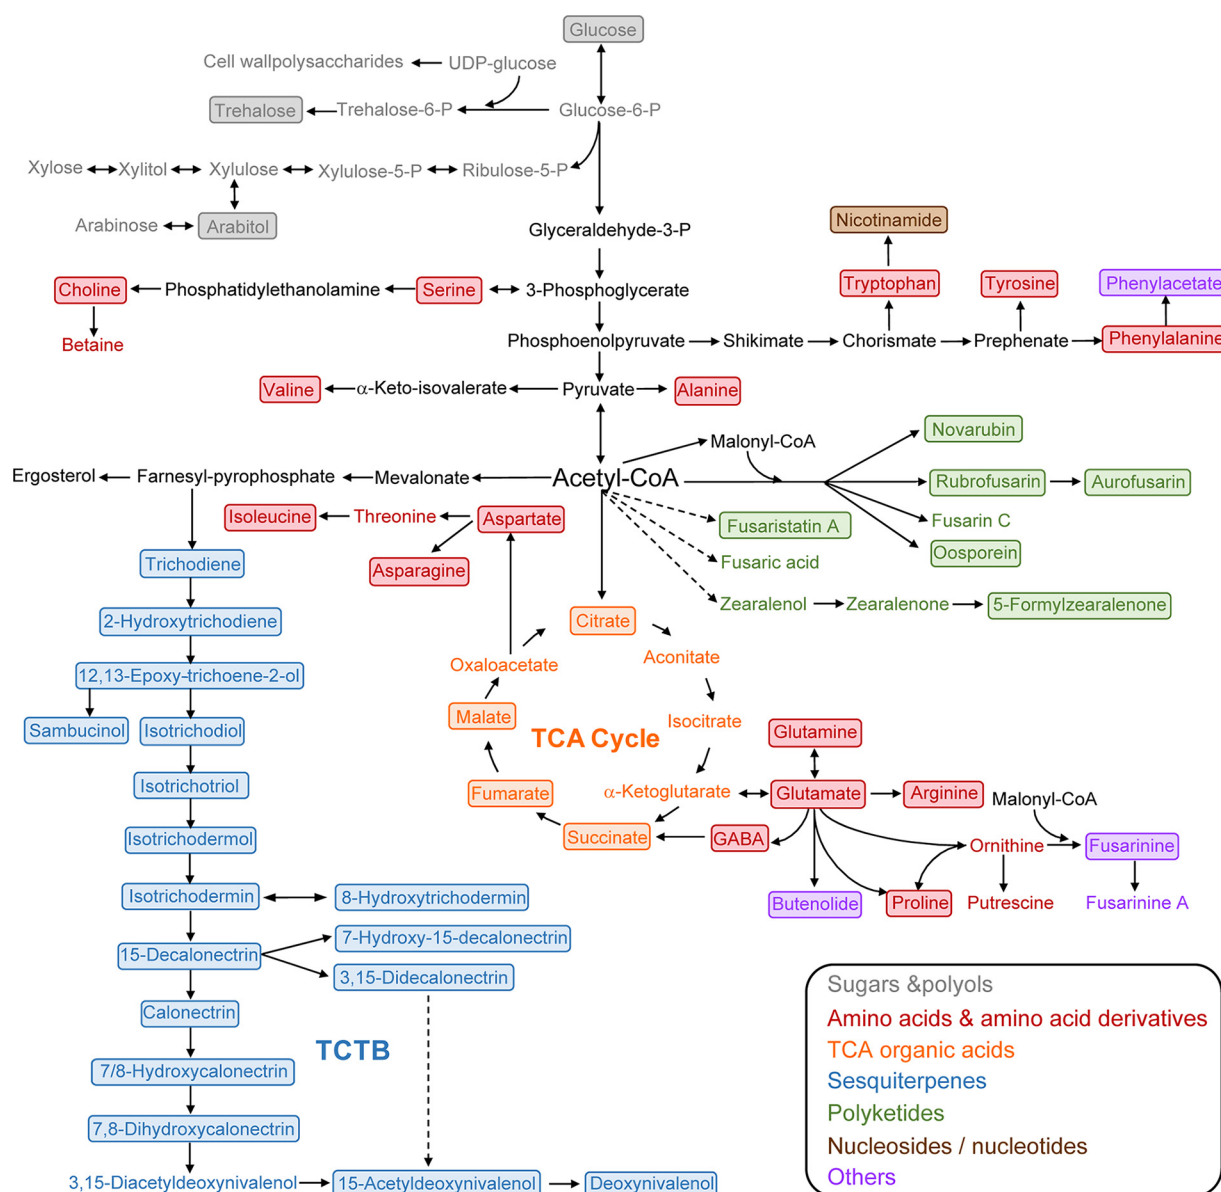 Glucose
Cell wallpolysaccharides
UDP-glucose
Trehalose
Trehalose-6-P
Glucose-6-P
Xylose
Xylitol
Xylulose
Xylulose-5-P
Ribulose-5-P
Arabinose
Arabitol
Glyceraldehyde-3-P
Nicotinamide
Choline
Phosphatidylethanolamine
Serine
3-Phosphoglycerate
Tryptophan
Tyrosine
Phenylacetate
Betaine
Phosphoenolpyruvate
Shikimate
Chorismate
Prephenate
Phenylalanine
Valine
α-Keto-isovalerate
Pyruvate
Alanine
Malonyl-CoA
Novarubin
Ergosterol
Farnesyl-pyrophosphate
Mevalonate
Acetyl-CoA
Rubrofusarin
Aurofusarin
Isoleucine
Threonine
Aspartate
Fusaristatin A
Fusarin C
Trichodiene
Asparagine
Fusaric acid
Oosporein
2-Hydroxytrichodiene
Citrate
Zearalenol
Zearalenone
5-Formylzearalenone
12,13-Epoxy-trichoene-2-ol
Oxaloacetate
Aconitate
Sambucinol
Isotrichodiol
Malate
TCA Cycle
Isocitrate
Glutamine
Isotrichotriol
Fumarate
α-Ketoglutarate
Glutamate
Arginine
Malonyl-CoA
Isotrichodermol
Succinate
GABA
Ornithine
Fusarinine
Isotrichodermin
8-Hydroxytrichodermin
Butenolide
Proline
Putrescine
Fusarinine A
15-Decalonectrin
7-Hydroxy-15-decalonectrin
3,15-Didecalonectrin
Calonectrin
TCTB
7/8-Hydroxycalonectrin
7,8-Dihydroxycalonectrin
3,15-Diacetyldeoxynivalenol
15-Acetyldeoxynivalenol
Deoxynivalenol
Sugars &polyols
Amino acids & amino acid derivatives
TCA organic acids
Sesquiterpenes
Polyketides
Nucleosides / nucleotides
Others